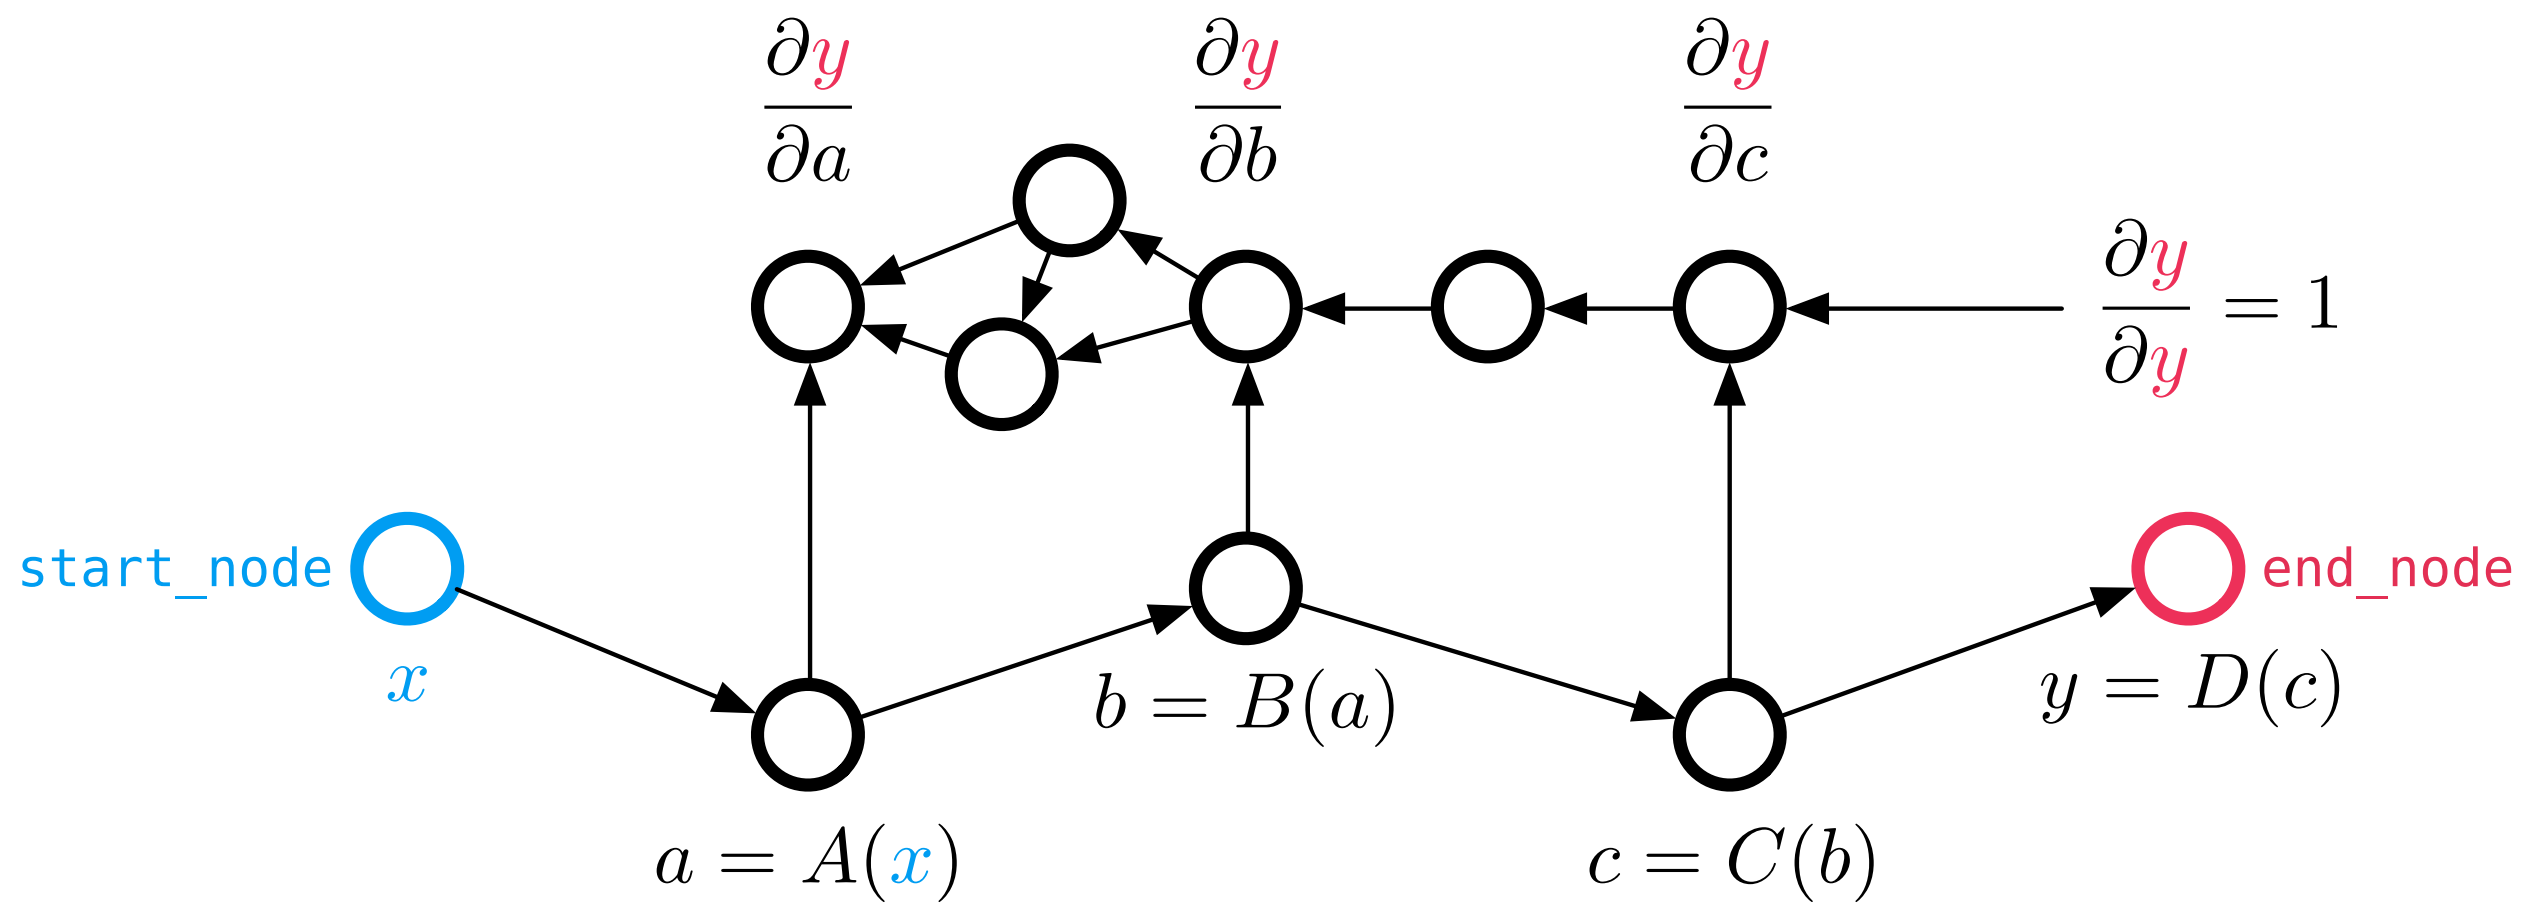 ∂y/∂a
∂y/∂b
∂y/∂c
∂y/∂y = 1
start_node
x
end_node
b = B(a)
y = D(c)
a = A(x)
c = C(b)